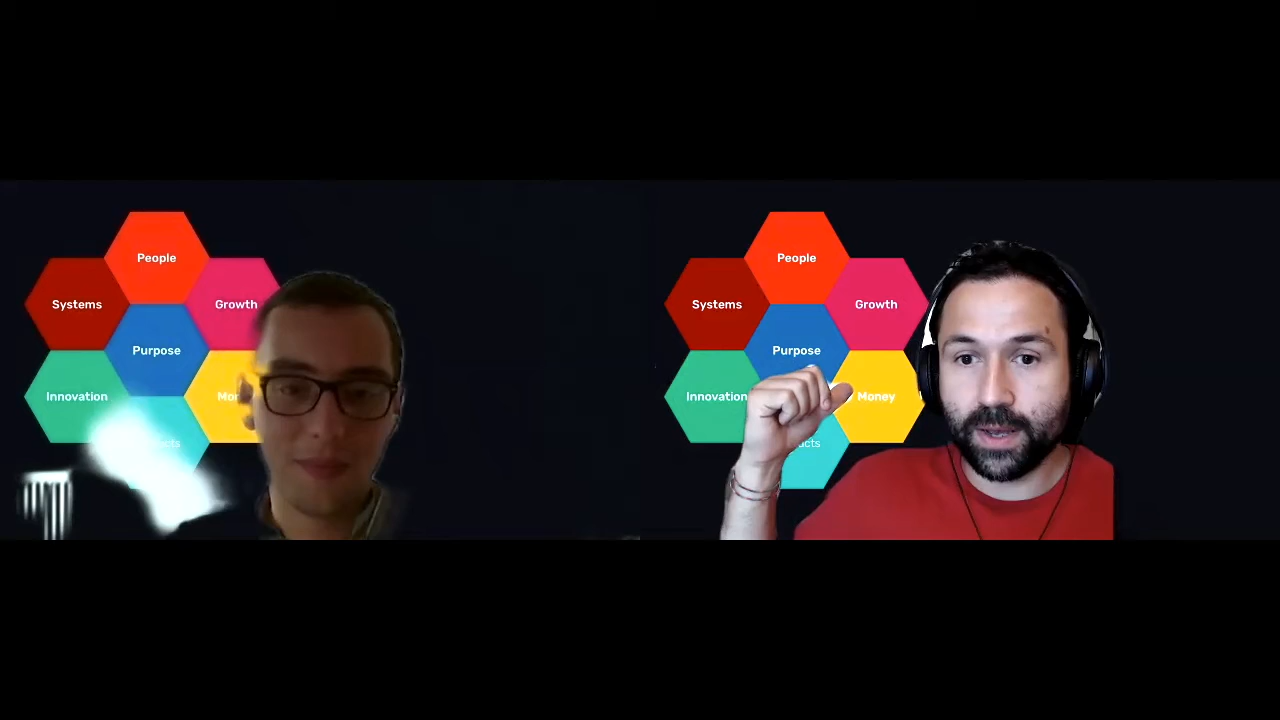 People
Systems
Growth
Purpose
Innovation
People
Systems
Growth
Purpose
Innovation
Money